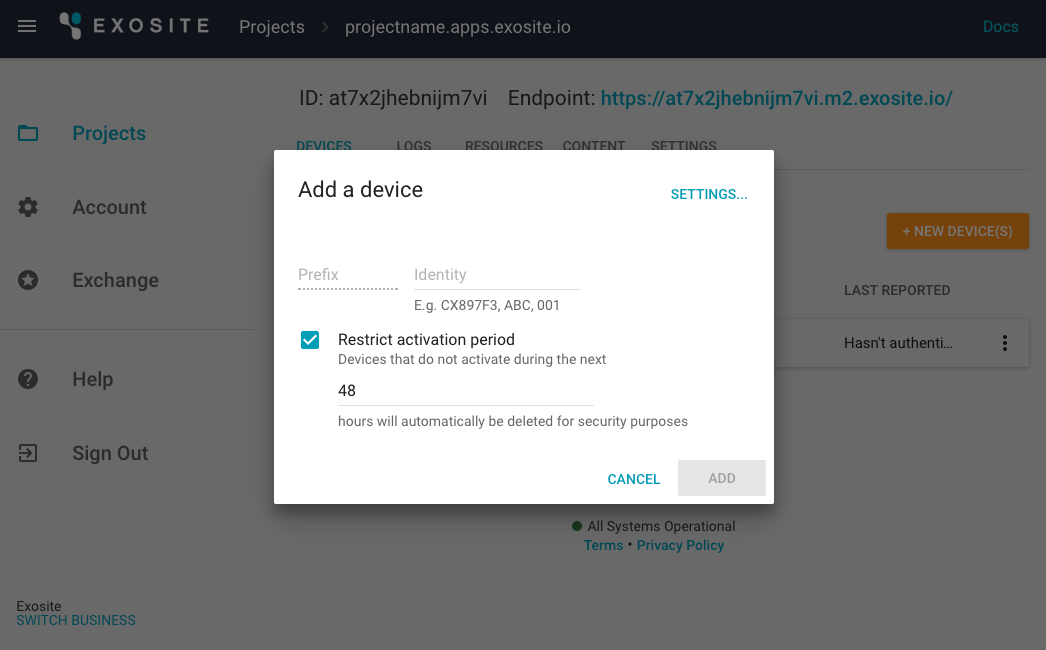 EXOSITE Projects projectname.apps.exosite.io Docs
ID: at7x2jhebnijm7vi Endpoint: https://at7x2jhebnijm7vi.m2.exosite.io/
Projects
DEVICES LOGS RESOURCES CONTENT SETTINGS
Add a device
SETTINGS...
Account
+ NEW DEVICE(S)
Prefix Identity
Exchange
LAST REPORTED
E.g. CX897F3, ABC, 001
Restrict activation period
Hasn't authenti...
Devices that do not activate during the next
Help
48
hours will automatically be deleted for security purposes
Sign Out
CANCEL ADD
All Systems Operational
Terms • Privacy Policy
Exosite
SWITCH BUSINESS